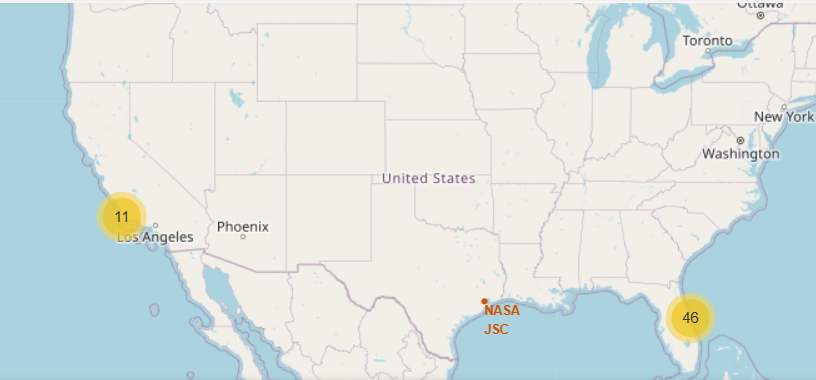 Ottawa
Toronto
New York
Washington
United States
11
Los Angeles
Phoenix
NASA
JSC
46